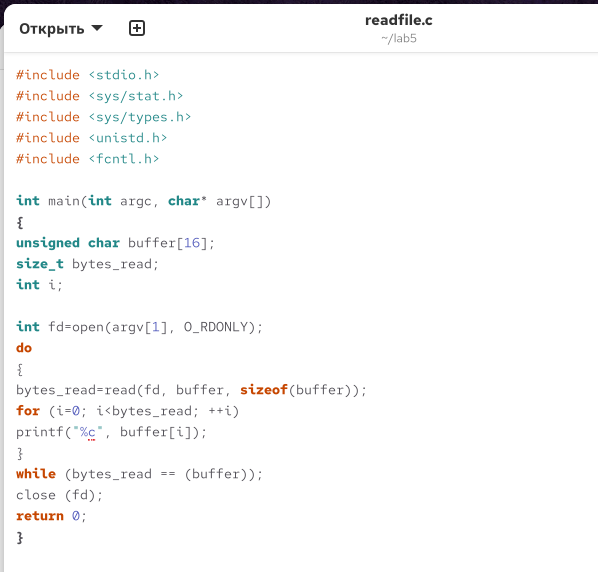 Открыть
readfile.c
~/lab5
#include <stdio.h>
#include <sys/stat.h>
#include <sys/types.h>
#include <unistd.h>
#include <fcntl.h>
int main(int argc, char* argv[])
{
unsigned char buffer[16];
size_t bytes_read;
int i;
int fd=open(argv[1], O_RDONLY);
do
{
bytes_read=read(fd, buffer, sizeof(buffer));
for (i=0; i<bytes_read; ++i)
printf("%c", buffer[i]);
}
while (bytes_read == (buffer));
close (fd);
return 0;
}